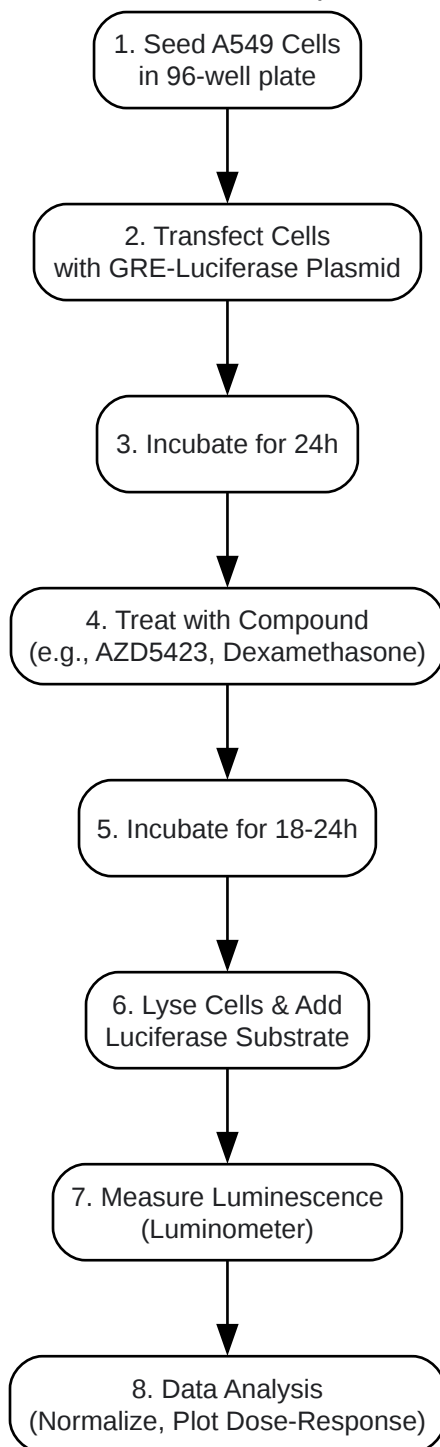 1. Seed A549 Cells
in 96-well plate
2. Transfect Cells
with GRE-Luciferase Plasmid
3. Incubate for 24h
4. Treat with Compound
(e.g., AZD5423, Dexamethasone)
5. Incubate for 18-24h
6. Lyse Cells & Add
Luciferase Substrate
7. Measure Luminescence
(Luminometer)
8. Data Analysis
(Normalize, Plot Dose-Response)